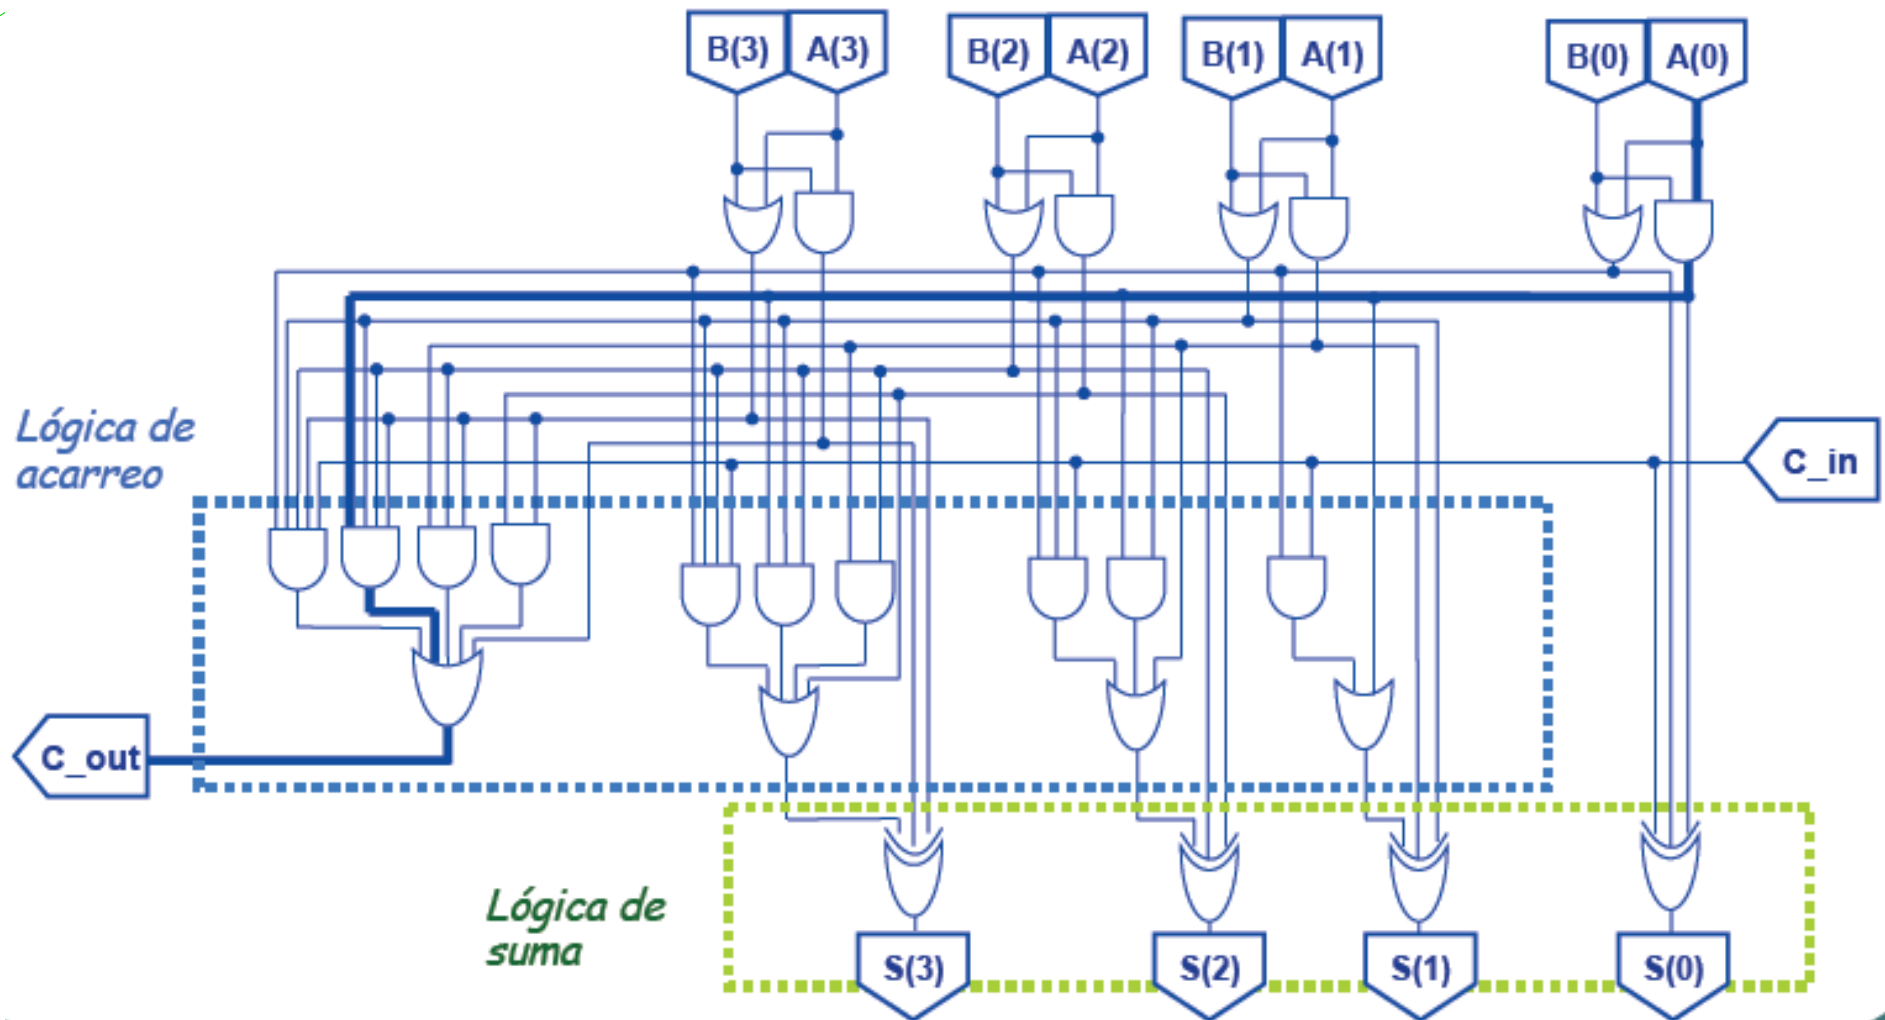 B(3) A(3) B(2) A(2) B(1) A(1) B(0) A(0)
Lógica de
acarreo
C_in
C_out
Lógica de
suma
S(3) S(2) S(1) S(0)